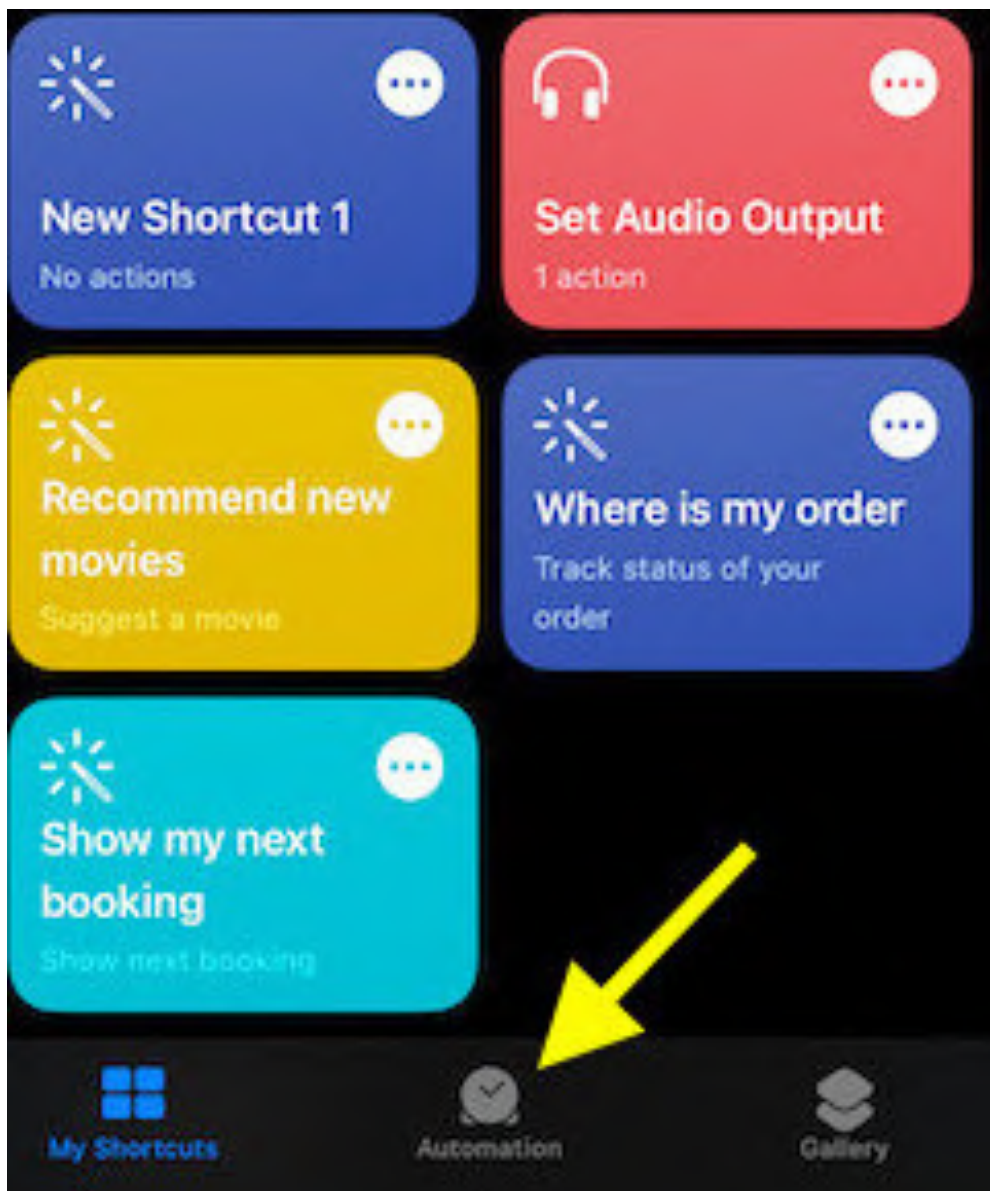 New Shortcut 1
No actions
Set Audio Output
1 action
Recommend new
movies
Suggest a movie
Where is my order
Track status of your
order
Show my next
booking
Show next booking
My Shortcuts
Automation
Gallery